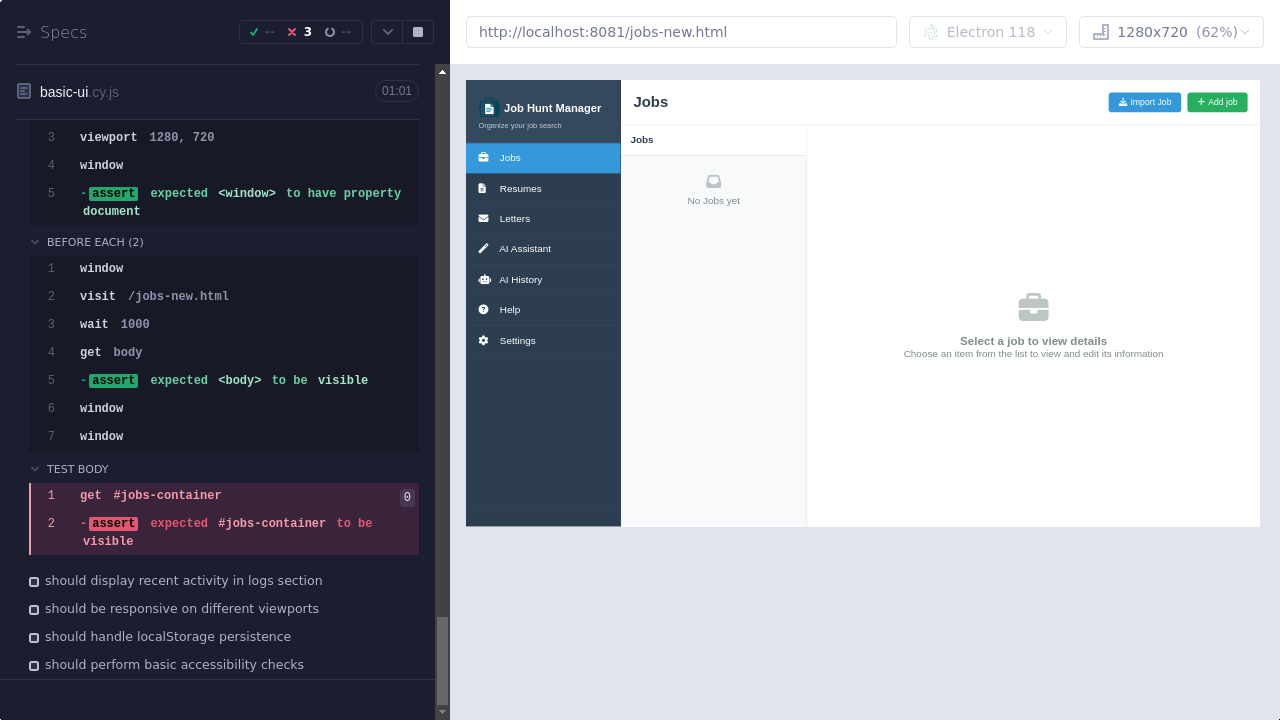 Specs
--
3
--
http://localhost:8081/jobs-new.html
Electron 118
1280x720 (62%)
basic-ui.cy.js
01:01
3 viewport 1280, 720
4 window
5 -assert expected <window> to have property
document
BEFORE EACH (2)
1 window
2 visit /jobs-new.html
3 wait 1000
4 get body
5 -assert expected <body> to be visible
6 window
7 window
TEST BODY
1 get #jobs-container 0
2 -assert expected #jobs-container to be
visible
should display recent activity in logs section
should be responsive on different viewports
should handle localStorage persistence
should perform basic accessibility checks
Job Hunt Manager
Organize your job search
Jobs
Resumes
Letters
AI Assistant
AI History
Help
Settings
Jobs
Import Job
Add job
Jobs
No Jobs yet
Select a job to view details
Choose an item from the list to view and edit its information